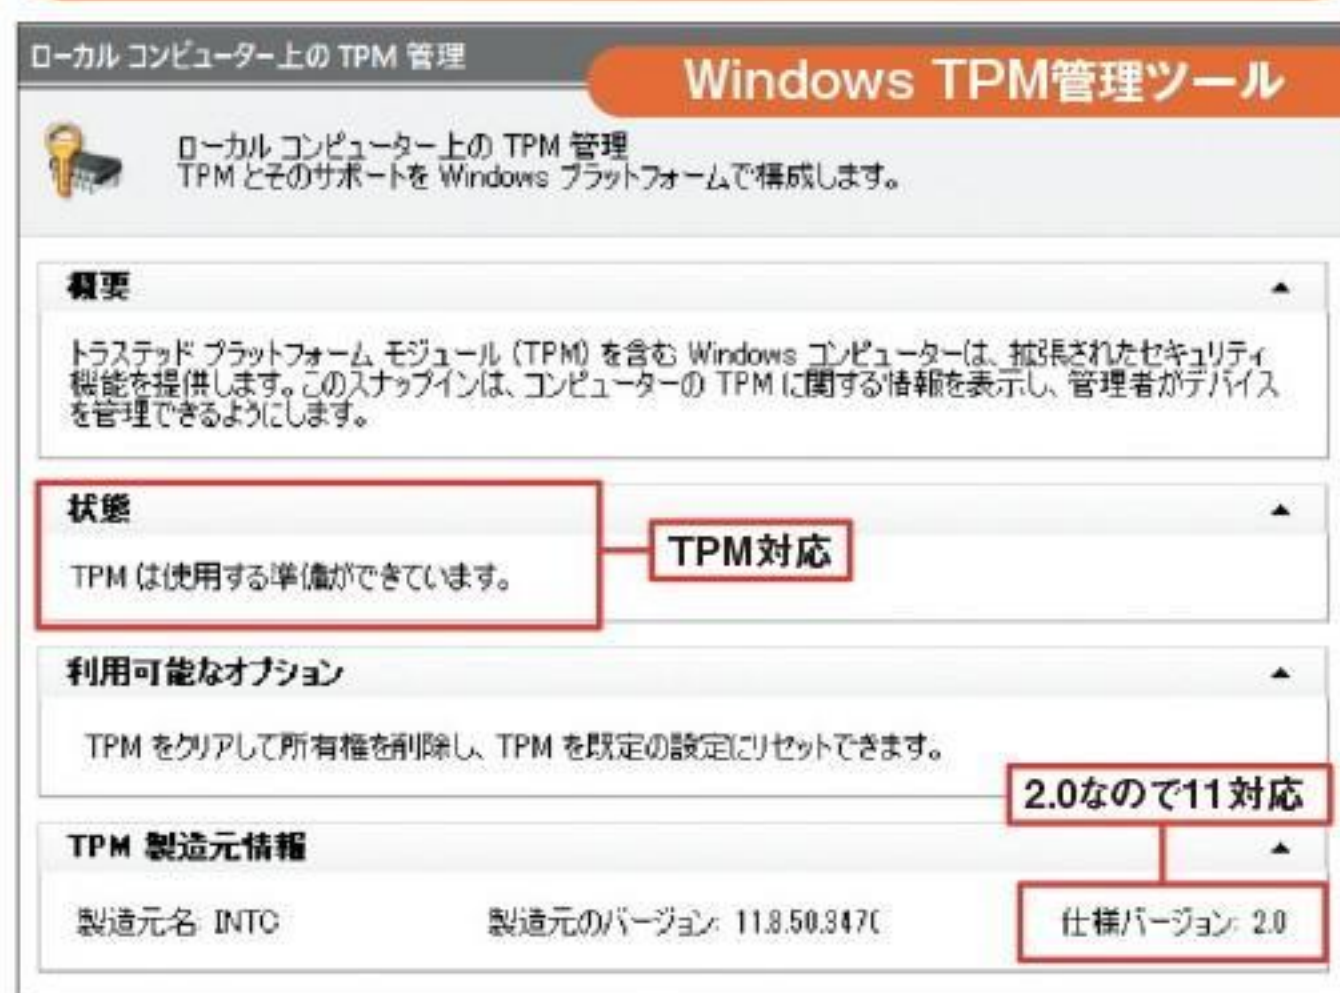 ローカル コンピューター上の TPM 管理
Windows TPM管理ツール
ローカル コンピューター上の TPM 管理
TPM とそのサポートを Windows プラットフォームで構成します。
概要
トラステッド プラットフォーム モジュール (TPM) を含む Windows コンピューターは、拡張されたセキュリティ
機能を提供します。このスナップインは、コンピューターの TPM に関する情報を表示し、管理者がデバイス
を管理できるようにします。
状態
TPM は使用する準備ができています。
TPM対応
利用可能なオプション
TPM をクリアして所有権を削除し、TPM を既定の設定にリセットできます。
2.0なので11対応
TPM 製造元情報
製造元名: INTC
製造元のバージョン: 11.8.50.3470
仕様バージョン: 2.0